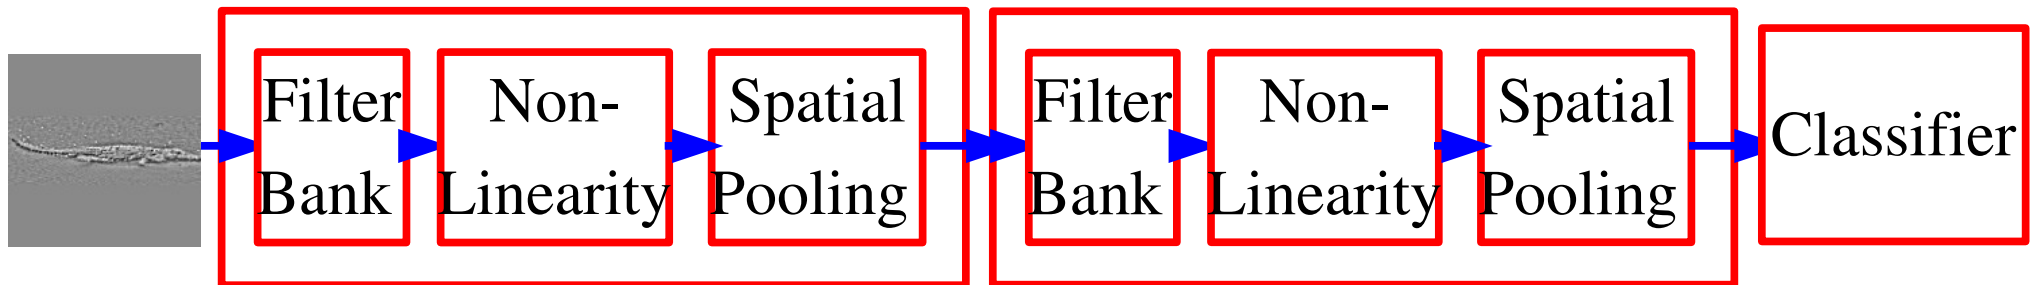 Filter
Bank
Non-
Linearity
Spatial
Pooling
Filter
Bank
Non-
Linearity
Spatial
Pooling
Classifier